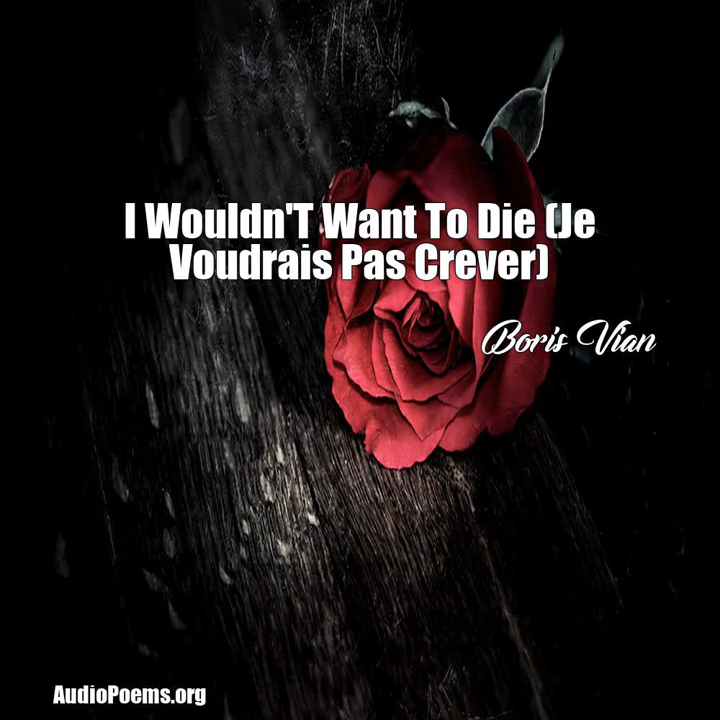 I Wouldn'T Want To Die (Je
Voudrais Pas Crever)
Boris Vian
AudioPoems.org